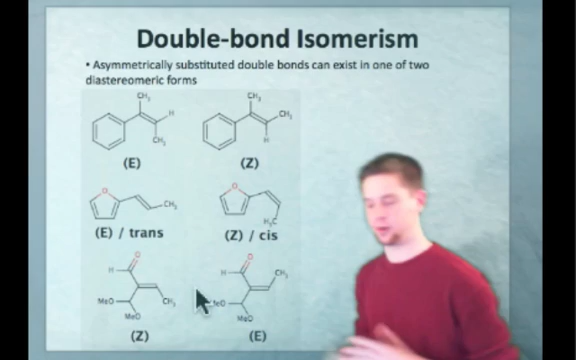 Double-bond Isomerism
• Asymmetrically substituted double bonds can exist in one of two
diastereomeric forms
CH₃
H
CH₃
(E)
CH₃
CH₃
H
(Z)
O
CH₃
(E) / trans
O
H₃C
(Z) / cis
O
H
MeO
CH₃
MeO
(Z)
O
H
CH₃
MeO
MeO
(E)